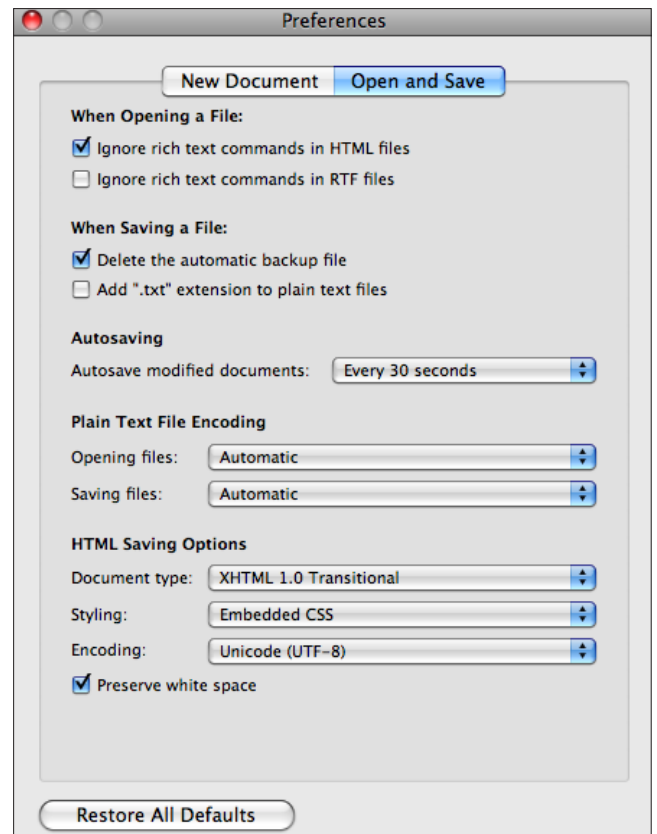 Preferences
New Document Open and Save
When Opening a File:
Ignore rich text commands in HTML files
Ignore rich text commands in RTF files
When Saving a File:
Delete the automatic backup file
Add ".txt" extension to plain text files
Autosaving
Autosave modified documents: Every 30 seconds
Plain Text File Encoding
Opening files: Automatic
Saving files: Automatic
HTML Saving Options
Document type: XHTML 1.0 Transitional
Styling: Embedded CSS
Encoding: Unicode (UTF-8)
Preserve white space
Restore All Defaults